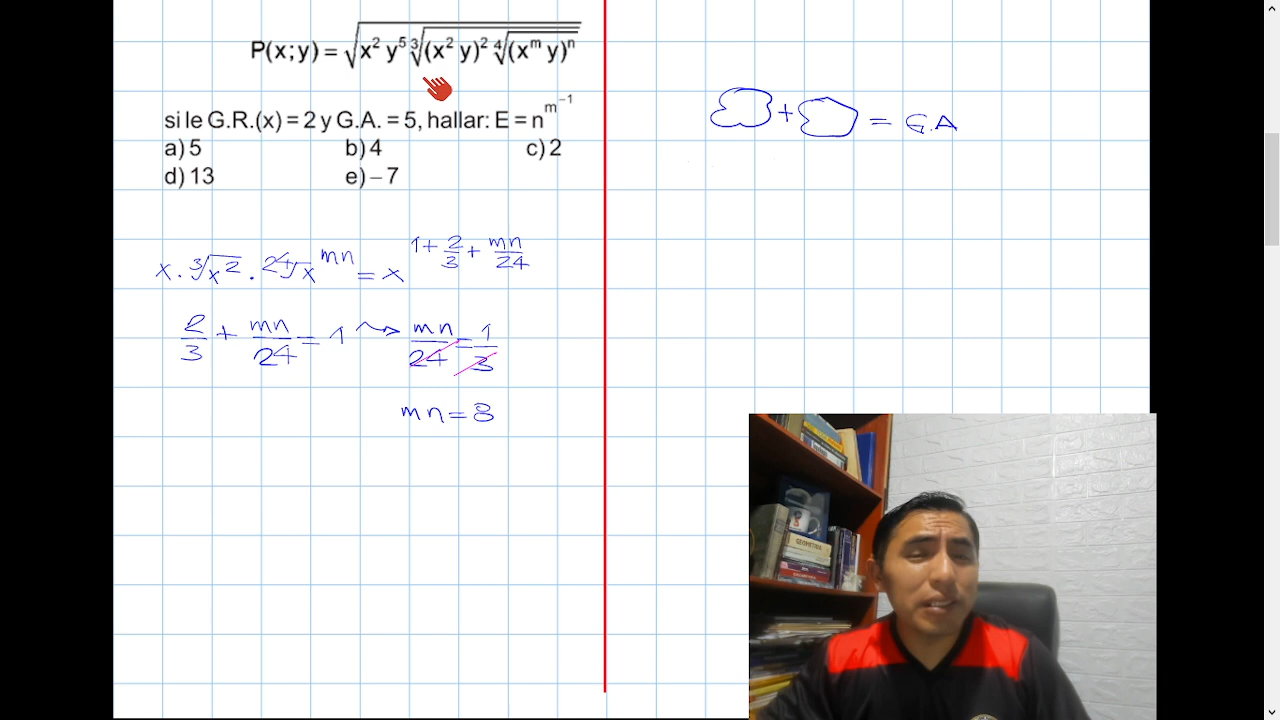 P(x;y) = √(x² y⁵ ∛((x² y)² ∜((xᵐ y)ⁿ)))
si le G.R.(x) = 2 y G.A. = 5, hallar: E = n^m^−1
a) 5 b) 4 c) 2
d) 13 e) – 7
x · ∛x² · ²⁴√x^mn = x^(1 + 2/3 + mn/24)
2/3 + mn/24 = 1 → mn/24 = 1/3
mn = 8
+ = G.A
GEOMETRIA